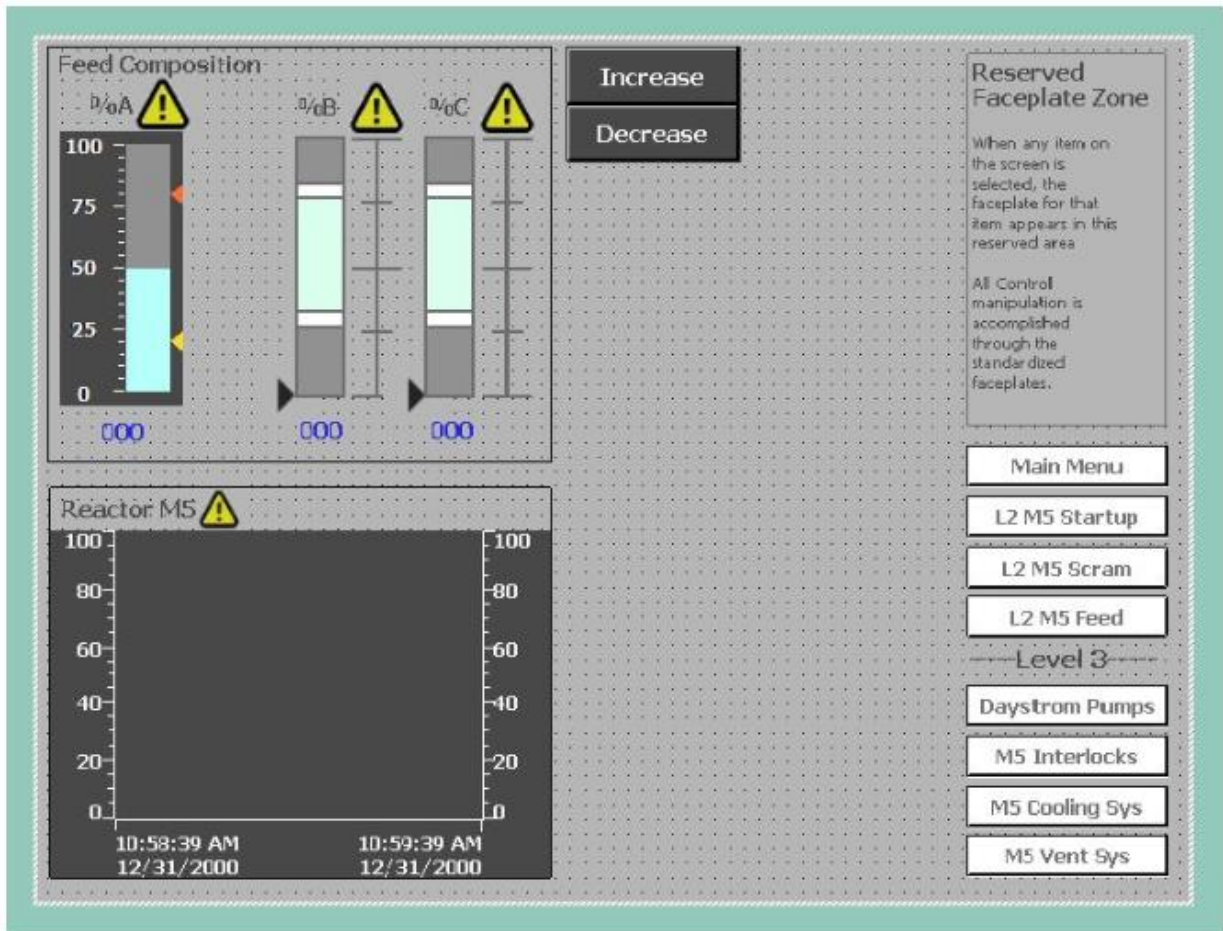 Feed Composition
%A
%B
%C
100
75
50
25
0
000
000
000
Increase
Decrease
Reactor M5
100
80
60
40
20
0
100
80
60
40
20
0
10:58:39 AM
12/31/2000
10:59:39 AM
12/31/2000
Reserved
Faceplate Zone
When any item on
the screen is
selected, the
faceplate for that
item appears in this
reserved area
All Control
manipulation is
accomplished
through the
standardized
faceplates.
Main Menu
L2 M5 Startup
L2 M5 Scram
L2 M5 Feed
Level 3
Daystrom Pumps
M5 Interlocks
M5 Cooling Sys
M5 Vent Sys